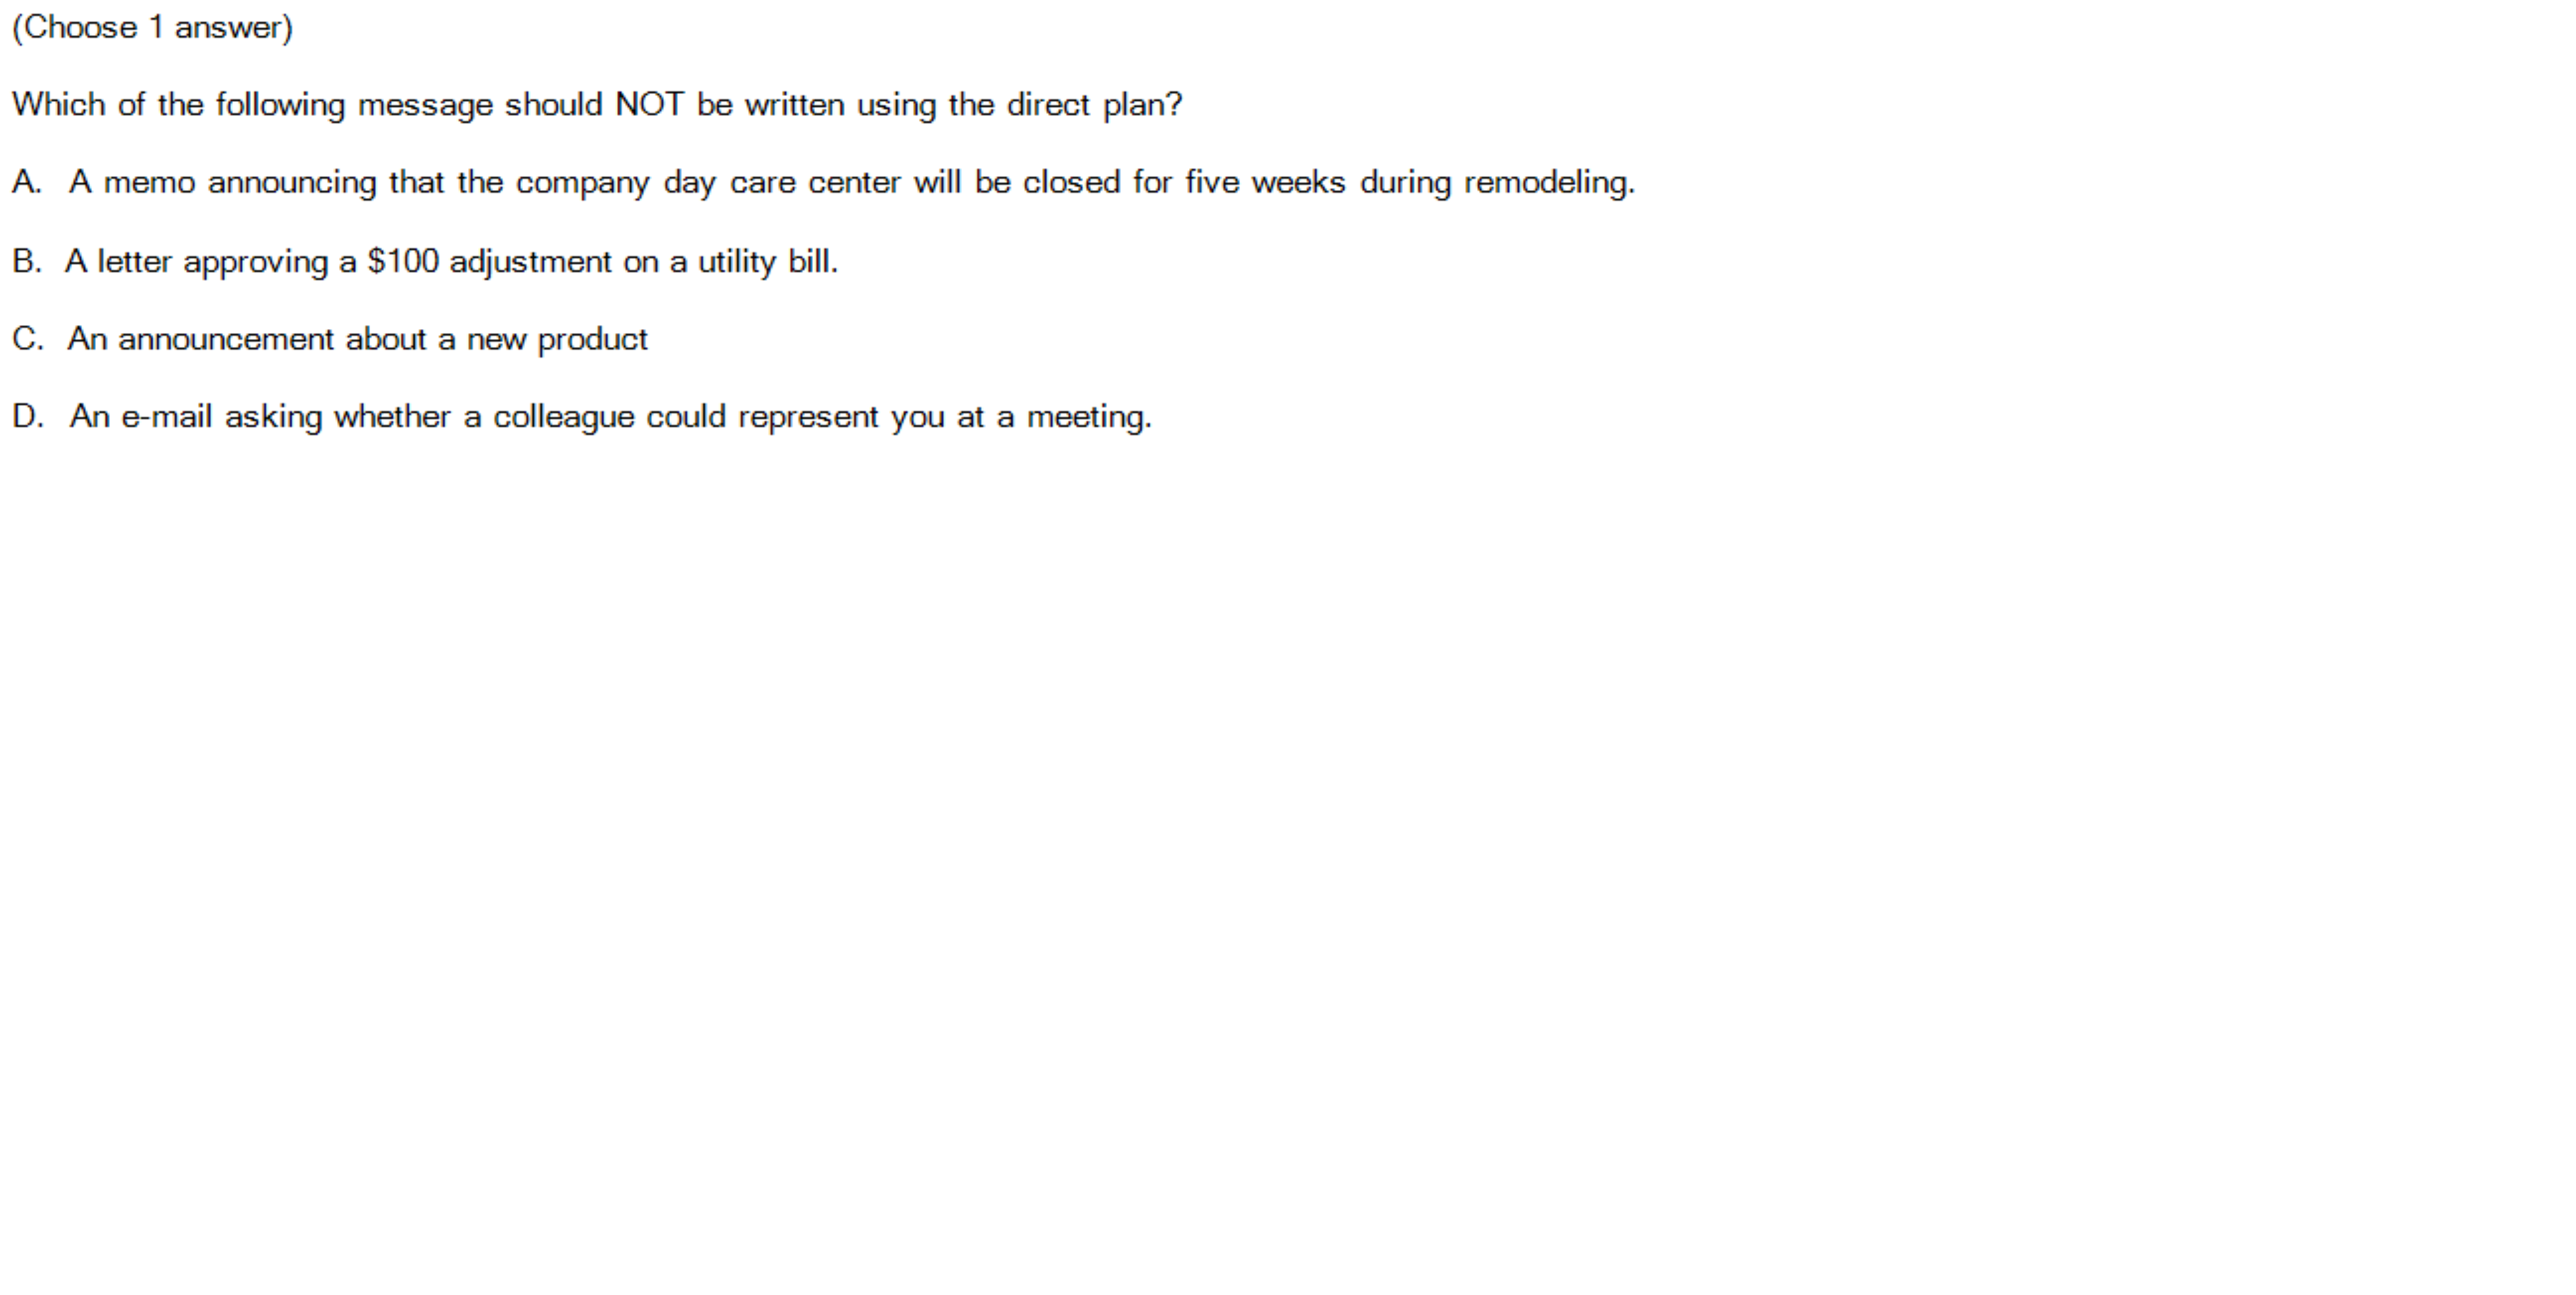 (Choose 1 answer)
Which of the following message should NOT be written using the direct plan?
A. A memo announcing that the company day care center will be closed for five weeks during remodeling.
B. A letter approving a $100 adjustment on a utility bill.
C. An announcement about a new product
D. An e-mail asking whether a colleague could represent you at a meeting.